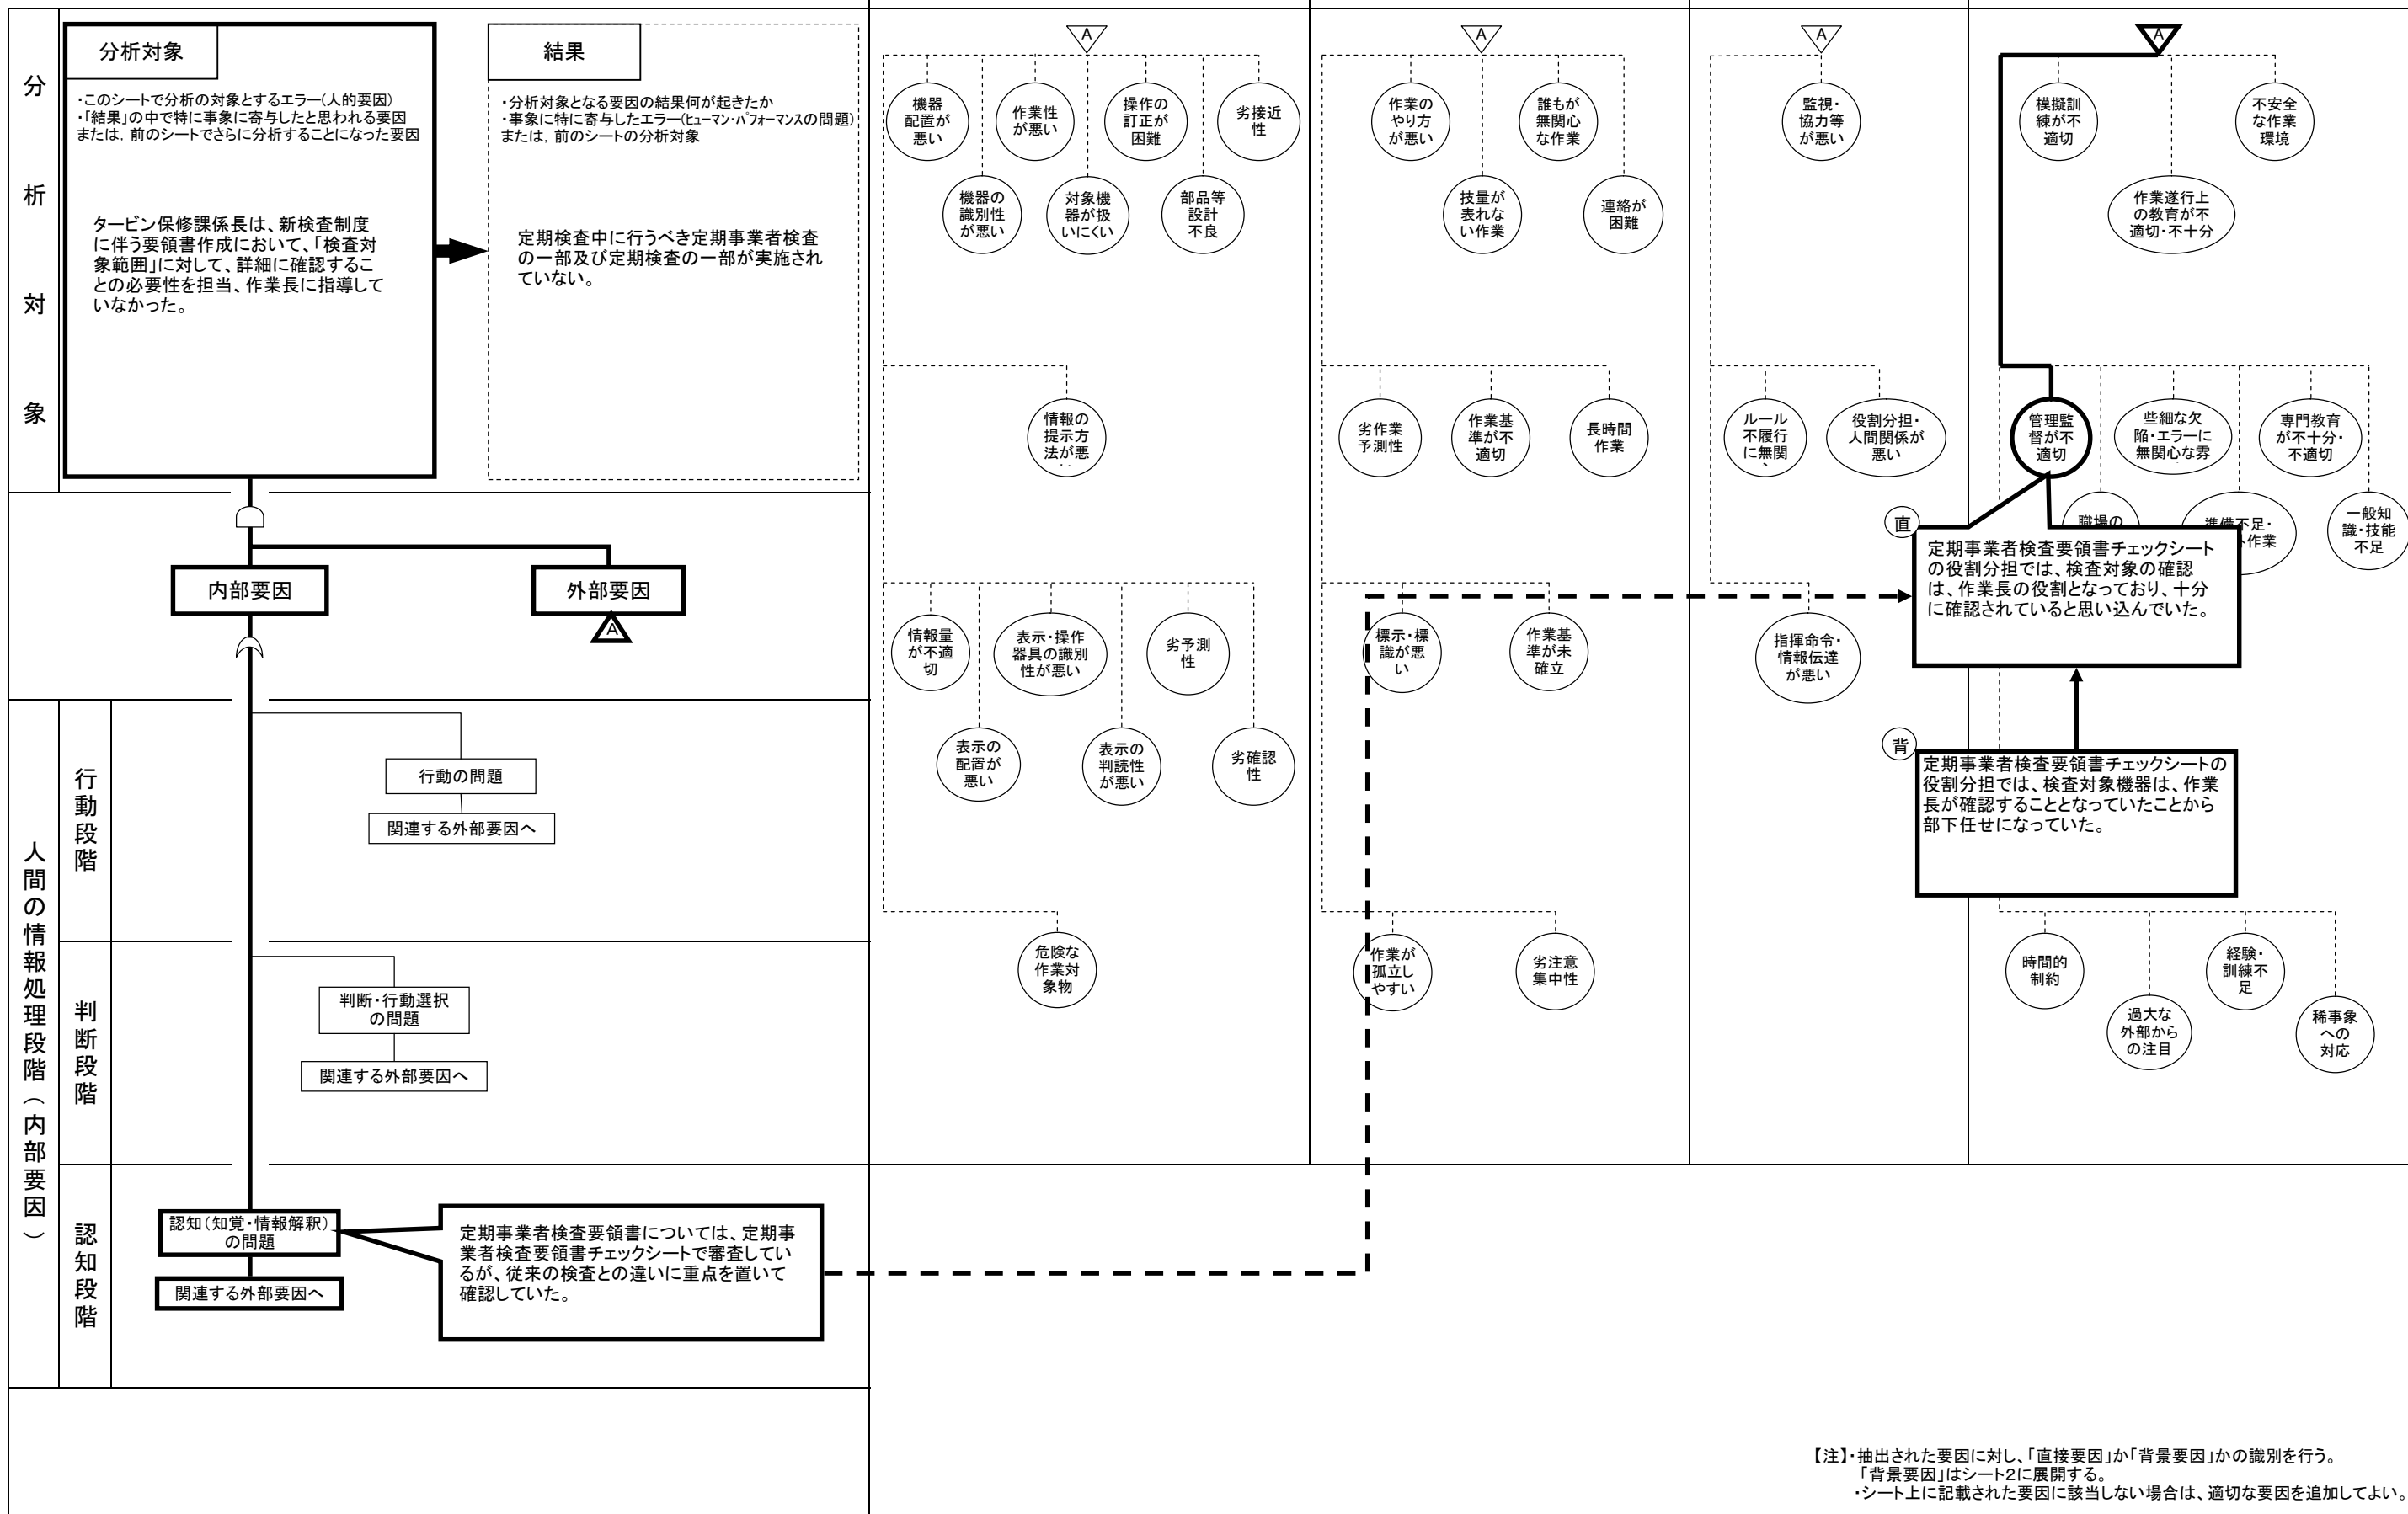 分析対象
分析対象
・このシートで分析の対象とするエラー(人的要因)
・「結果」の中で特に事象に寄与したと思われる要因
または，前のシートでさらに分析することになった要因
タービン保修課係長は、新検査制度
に伴う要領書作成において、「検査対
象範囲」に対して、詳細に確認するこ
との必要性を担当、作業長に指導して
いなかった。
結果
・分析対象となる要因の結果何が起きたか
・事象に特に寄与したエラー(ヒューマン・パフォーマンスの問題)
または，前のシートの分析対象
定期検査中に行うべき定期事業者検査
の一部及び定期検査の一部が実施され
ていない。
内部要因
外部要因
A
人間の情報処理段階（内部要因）
行動段階
行動の問題
関連する外部要因へ
判断段階
判断・行動選択
の問題
関連する外部要因へ
認知段階
認知（知覚・情報解釈）
の問題
関連する外部要因へ
定期事業者検査要領書については、定期事
業者検査要領書チェックシートで審査してい
るが、従来の検査との違いに重点を置いて
確認していた。
A
機器
配置が
悪い
作業性
が悪い
操作の
訂正が
困難
劣接近
性
機器の
識別性
が悪い
対象機
器が扱
いにくい
部品等
設計
不良
情報の
提示方
法が悪
情報量
が不適
切
表示・操作
器具の識別
性が悪い
劣予測
性
表示の
配置が
悪い
表示の
判読性
が悪い
劣確認
性
危険な
作業対
象物
A
作業の
やり方
が悪い
誰もが
無関心
な作業
技量が
表れな
い作業
連絡が
困難
劣作業
予測性
作業基
準が不
適切
長時間
作業
標示・標
識が悪
い
作業基
準が未
確立
作業が
孤立し
やすい
劣注意
集中性
A
監視・
協力等
が悪い
ルール
不履行
に無関
役割分担・
人間関係が
悪い
指揮命令・
情報伝達
が悪い
A
模擬訓
練が不
適切
不安全
な作業
環境
作業遂行上
の教育が不
適切・不十分
管理監
督が不
適切
些細な欠
陥・エラーに
無関心な雰
専門教育
が不十分・
不適切
職場の
準備不足・
作業
一般知
識・技能
不足
直
定期事業者検査要領書チェックシート
の役割分担では、検査対象の確認
は、作業長の役割となっており、十分
に確認されていると思い込んでいた。
背
定期事業者検査要領書チェックシートの
役割分担では、検査対象機器は、作業
長が確認することとなっていたことから
部下任せになっていた。
時間的
制約
経験・
訓練不
足
過大な
外部から
の注目
稀事象
への
対応
【注】・抽出された要因に対し、「直接要因」か「背景要因」かの識別を行う。
「背景要因」はシート2に展開する。
・シート上に記載された要因に該当しない場合は、適切な要因を追加してよい。